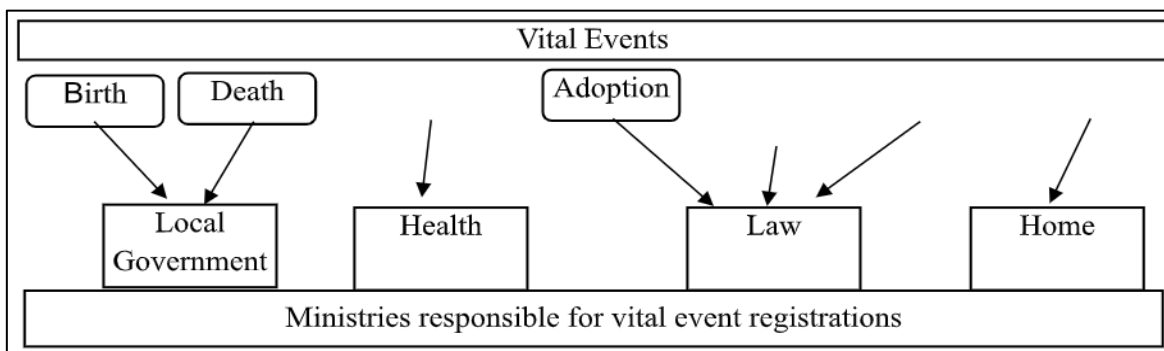 Vital Events
Birth
Death
Adoption
Local
Government
Health
Law
Home
Ministries responsible for vital event registrations